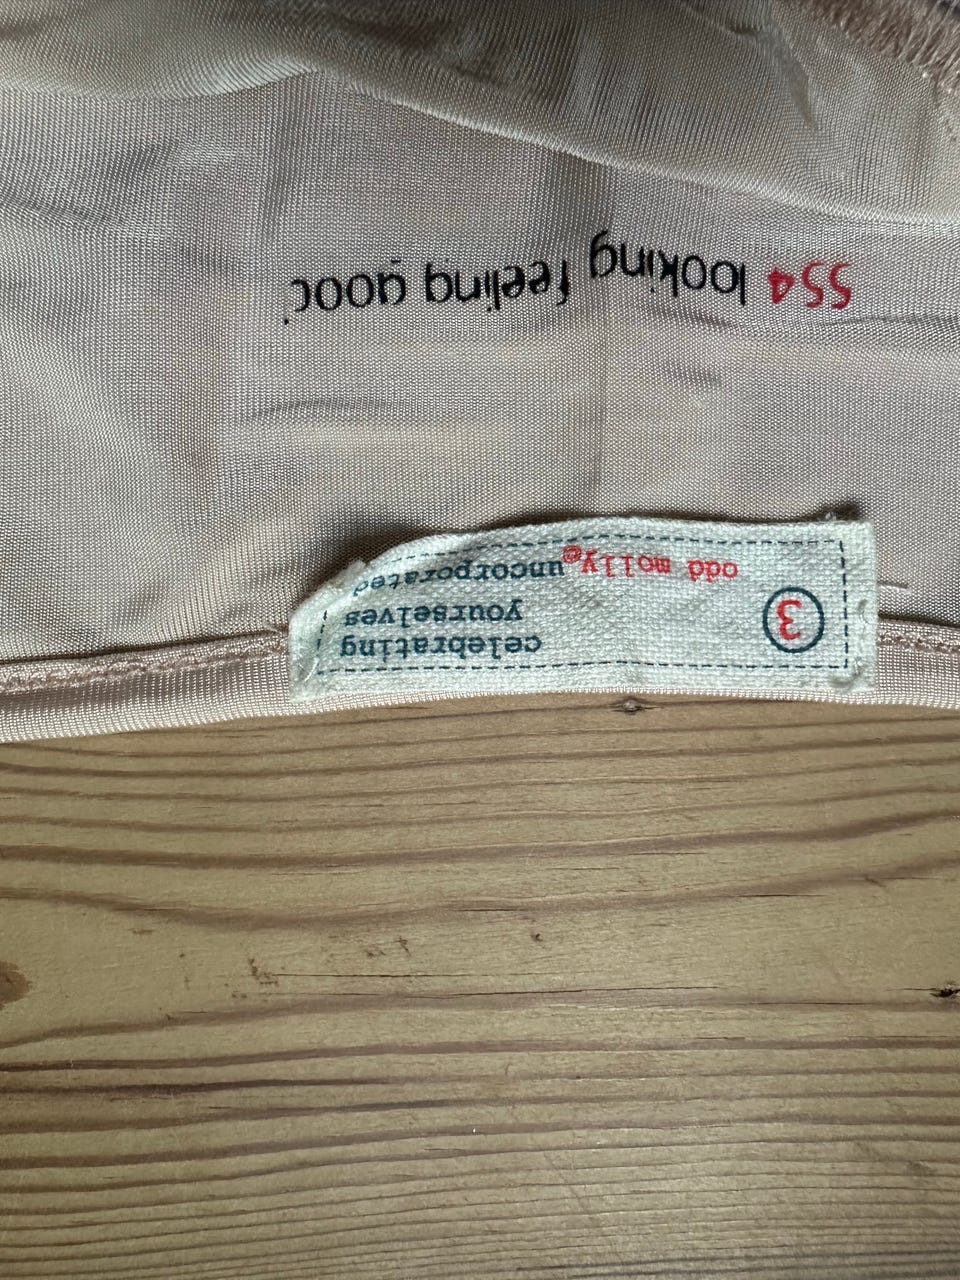 celebrating
3 yourselves
odd molly© uncorporated
554 looking feeling good